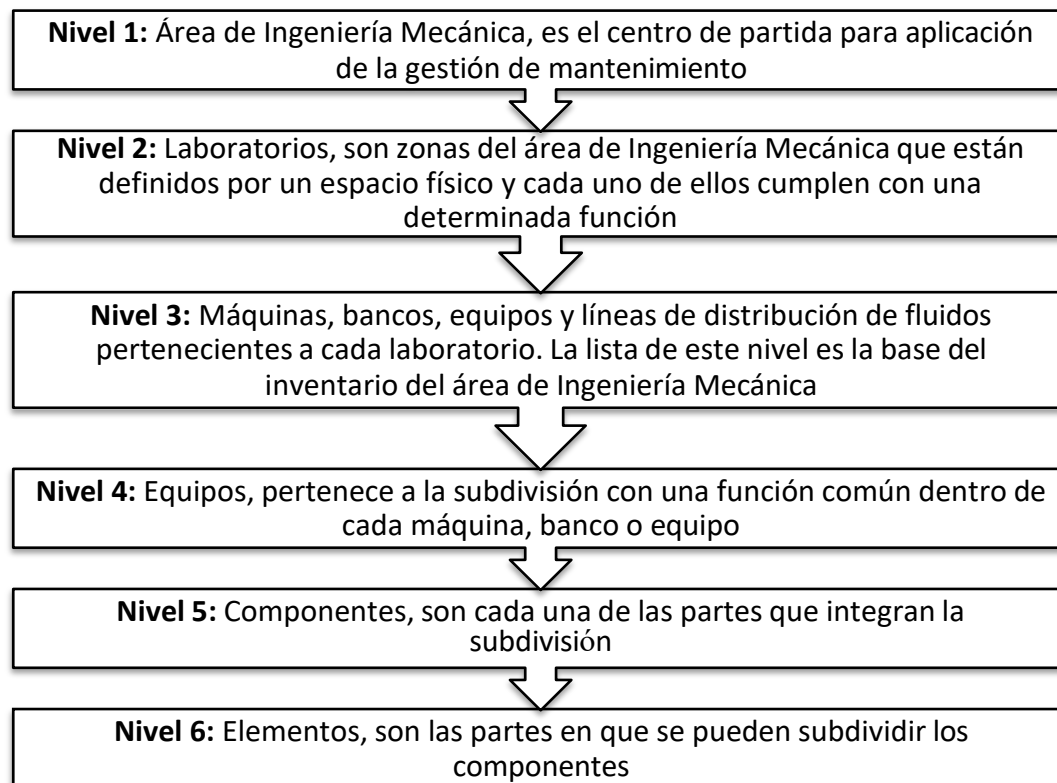 Nivel 1: Área de Ingeniería Mecánica, es el centro de partida para aplicación
de la gestión de mantenimiento
Nivel 2: Laboratorios, son zonas del área de Ingeniería Mecánica que están
definidos por un espacio físico y cada uno de ellos cumplen con una
determinada función
Nivel 3: Máquinas, bancos, equipos y líneas de distribución de fluidos
pertenecientes a cada laboratorio. La lista de este nivel es la base del
inventario del área de Ingeniería Mecánica
Nivel 4: Equipos, pertenece a la subdivisión con una función común dentro de
cada máquina, banco o equipo
Nivel 5: Componentes, son cada una de las partes que integran la
subdivisión
Nivel 6: Elementos, son las partes en que se pueden subdividir los
componentes